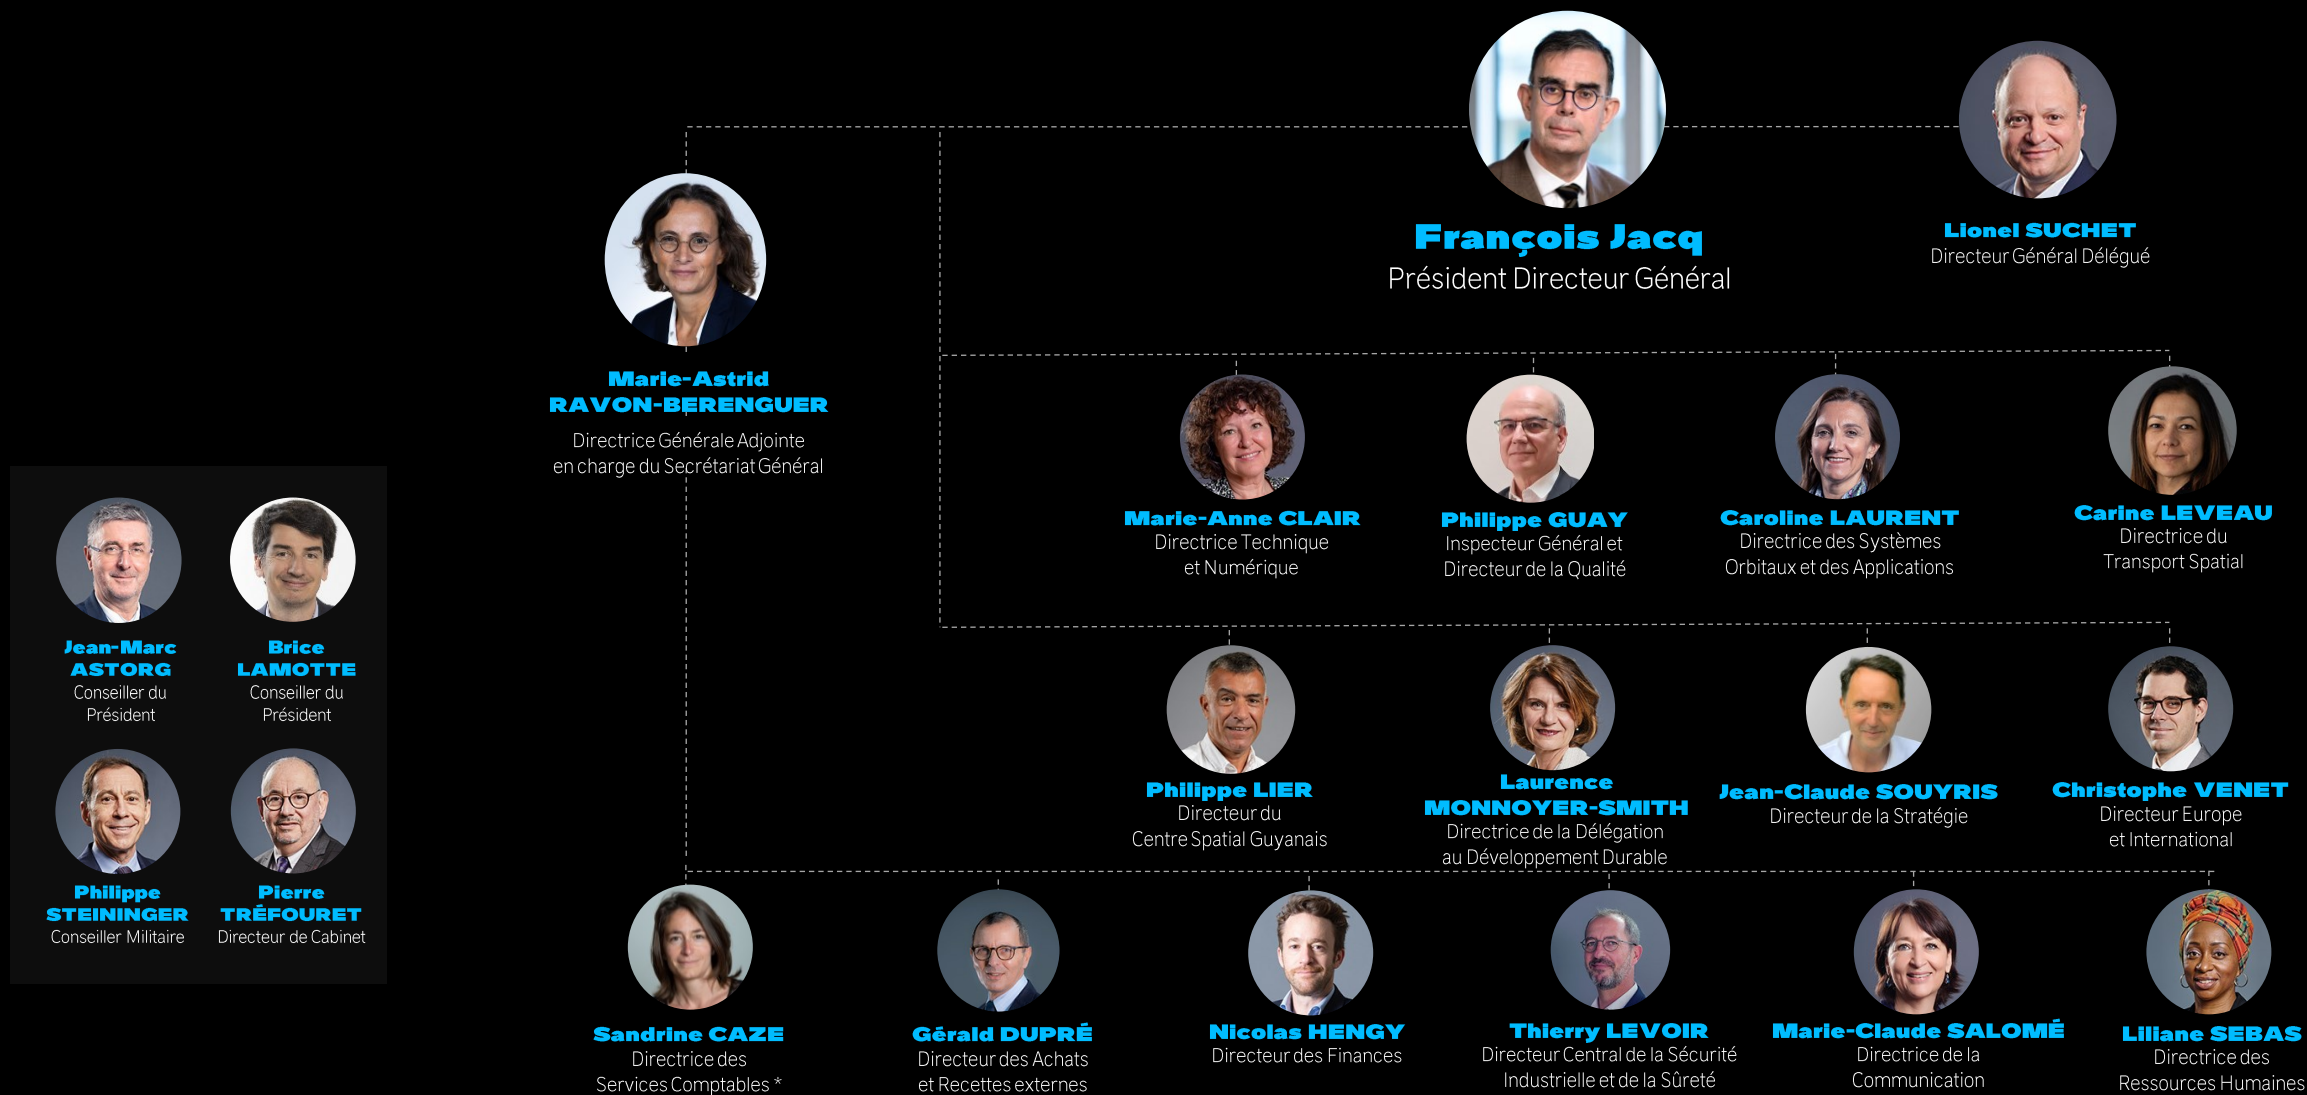 François Jacq
Président Directeur Général
Lionel SUCHET
Directeur Général Délégué
Marie-Astrid
RAVON-BERENGUER
Directrice Générale Adjointe
en charge du Secrétariat Général
Marie-Anne CLAIR
Directrice Technique
et Numérique
Philippe GUAY
Inspecteur Général et
Directeur de la Qualité
Caroline LAURENT
Directrice des Systèmes
Orbitaux et des Applications
Carine LEVEAU
Directrice du
Transport Spatial
Jean-Marc
ASTORG
Conseiller du
Président
Brice
LAMOTTE
Conseiller du
Président
Philippe
STEININGER
Conseiller Militaire
Pierre
TRÉFOURET
Directeur de Cabinet
Philippe LIER
Directeur du
Centre Spatial Guyanais
Laurence
MONNOYER-SMITH
Directrice de la Délégation
au Développement Durable
Jean-Claude SOUYRIS
Directeur de la Stratégie
Christophe VENET
Directeur Europe
et International
Sandrine CAZE
Directrice des
Services Comptables *
Gérald DUPRÉ
Directeur des Achats
et Recettes externes
Nicolas HENGY
Directeur des Finances
Thierry LEVOIR
Directeur Central de la Sécurité
Industrielle et de la Sûreté
Marie-Claude SALOMÉ
Directrice de la
Communication
Liliane SEBAS
Directrice des
Ressources Humaines